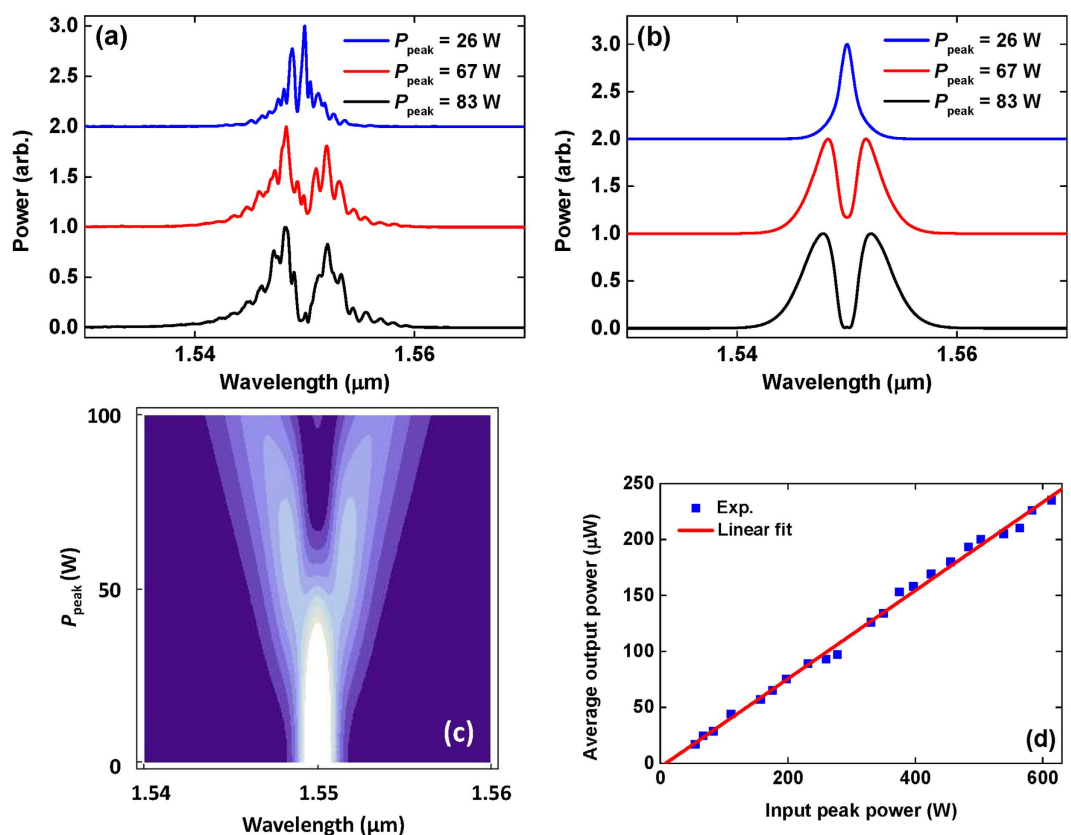 (a)
P_peak = 26 W
P_peak = 67 W
P_peak = 83 W
3.0
2.5
2.0
1.5
1.0
0.5
0.0
Power (arb.)
1.54
1.56
Wavelength (μm)
(b)
P_peak = 26 W
P_peak = 67 W
P_peak = 83 W
3.0
2.5
2.0
1.5
1.0
0.5
0.0
Power (arb.)
1.54
1.56
Wavelength (μm)
100
50
0
P_peak (W)
(c)
1.54
1.55
1.56
Wavelength (μm)
250
200
150
100
50
0
Average output power (μW)
Exp.
Linear fit
(d)
0
200
400
600
Input peak power (W)